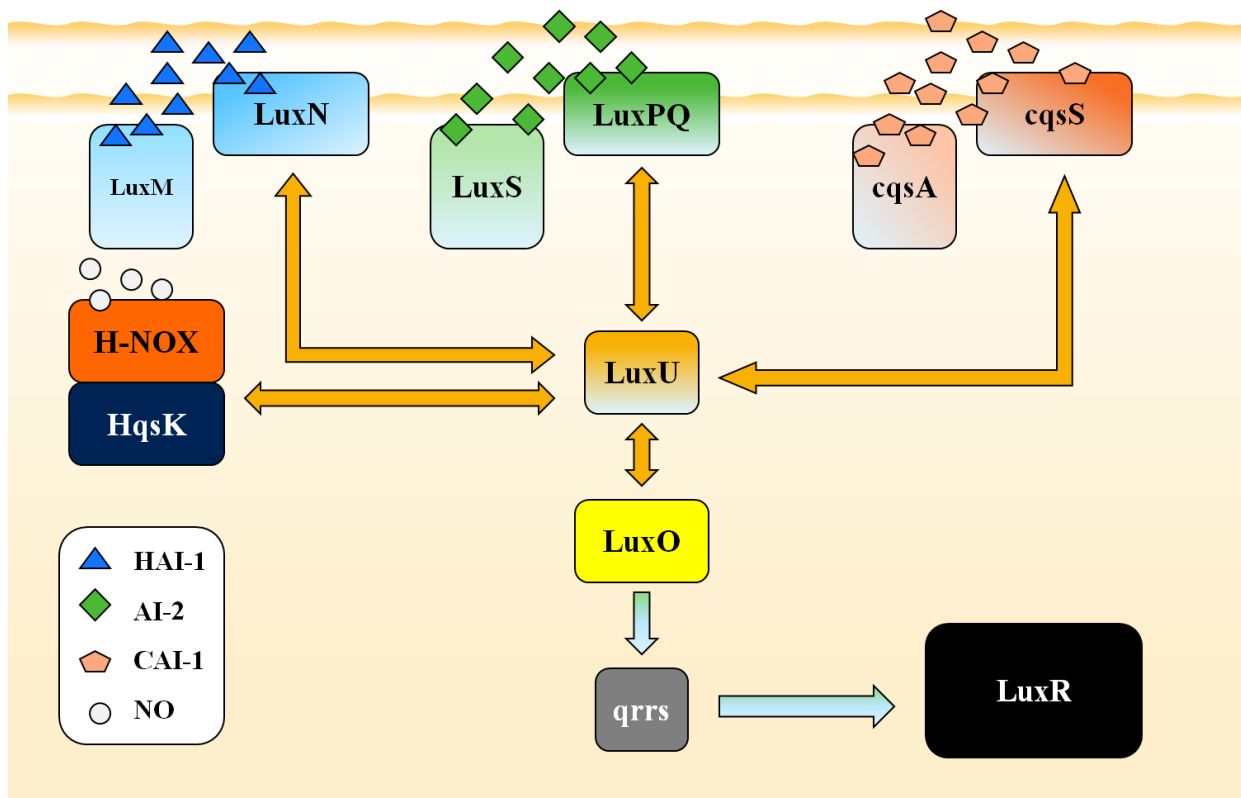 LuxN
LuxPQ
cqsS
LuxM
LuxS
cqsA
H-NOX
HqsK
LuxU
LuxO
HAI-1
AI-2
CAI-1
NO
qrrs
LuxR